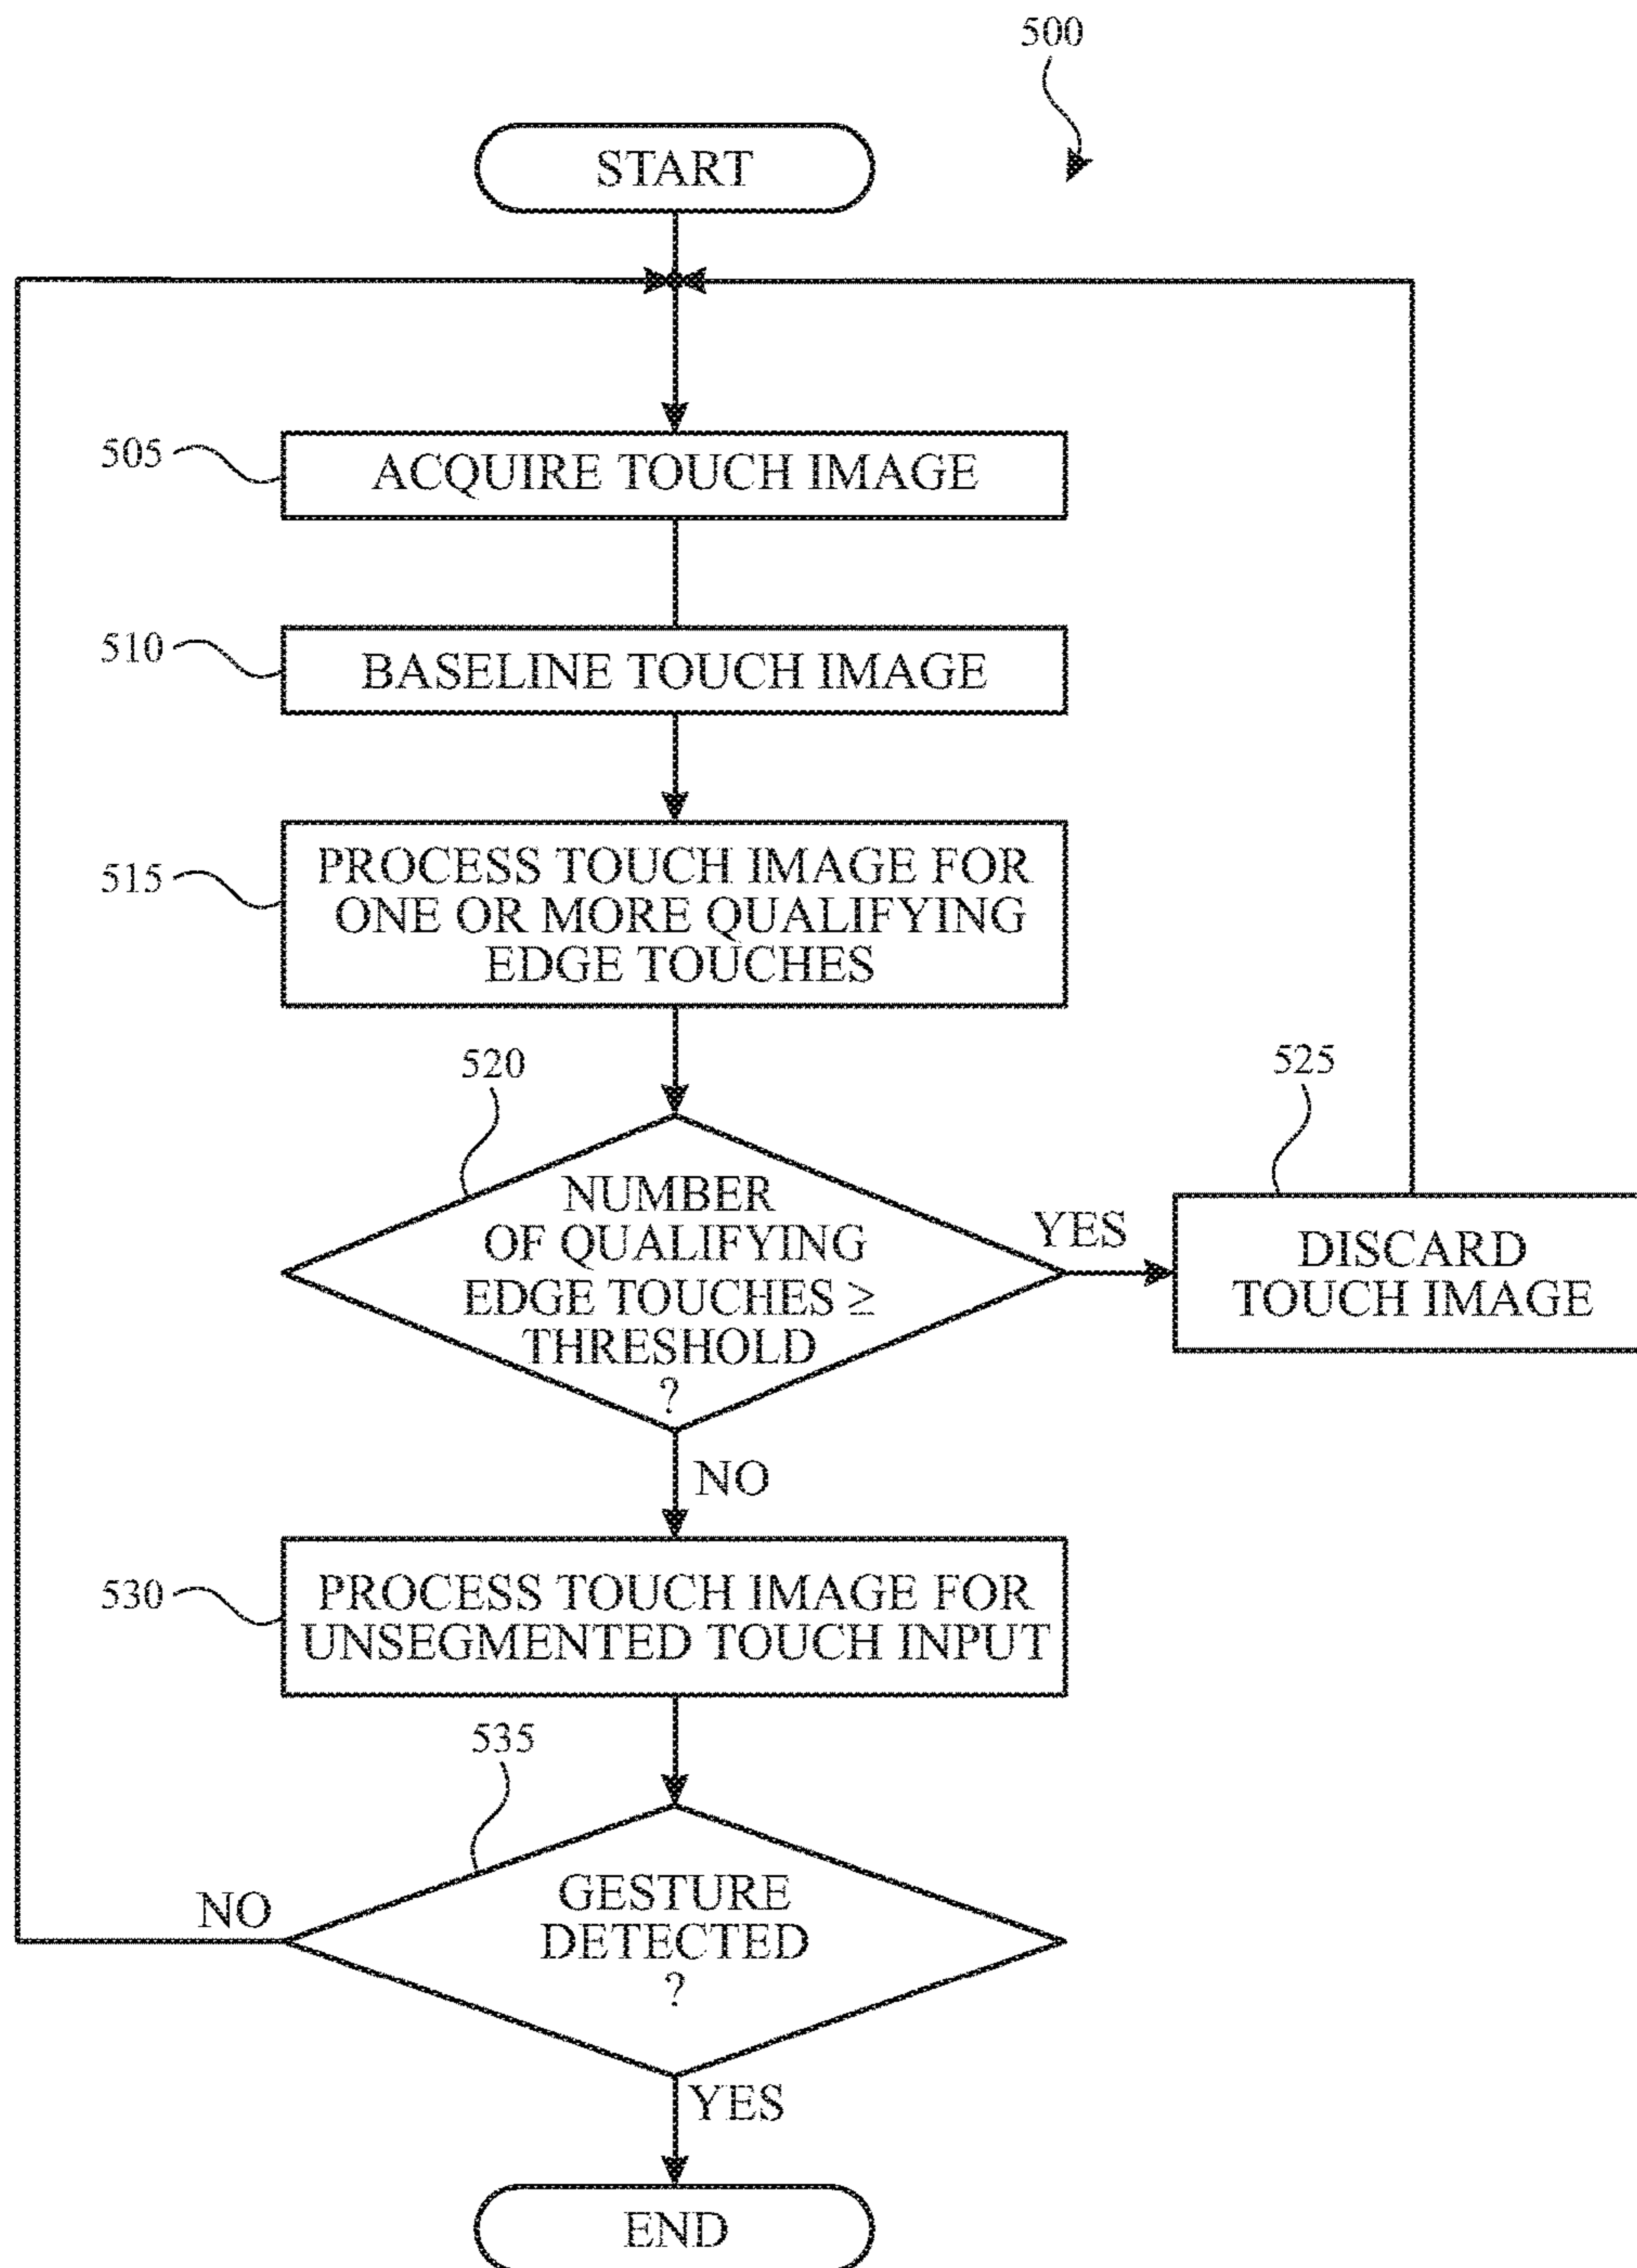 500
START
505
ACQUIRE TOUCH IMAGE
510
BASELINE TOUCH IMAGE
515
PROCESS TOUCH IMAGE FOR
ONE OR MORE QUALIFYING
EDGE TOUCHES
520
NUMBER
OF QUALIFYING
EDGE TOUCHES ≥
THRESHOLD
?
YES
525
DISCARD
TOUCH IMAGE
NO
530
PROCESS TOUCH IMAGE FOR
UNSEGMENTED TOUCH INPUT
535
GESTURE
DETECTED
?
NO
YES
END